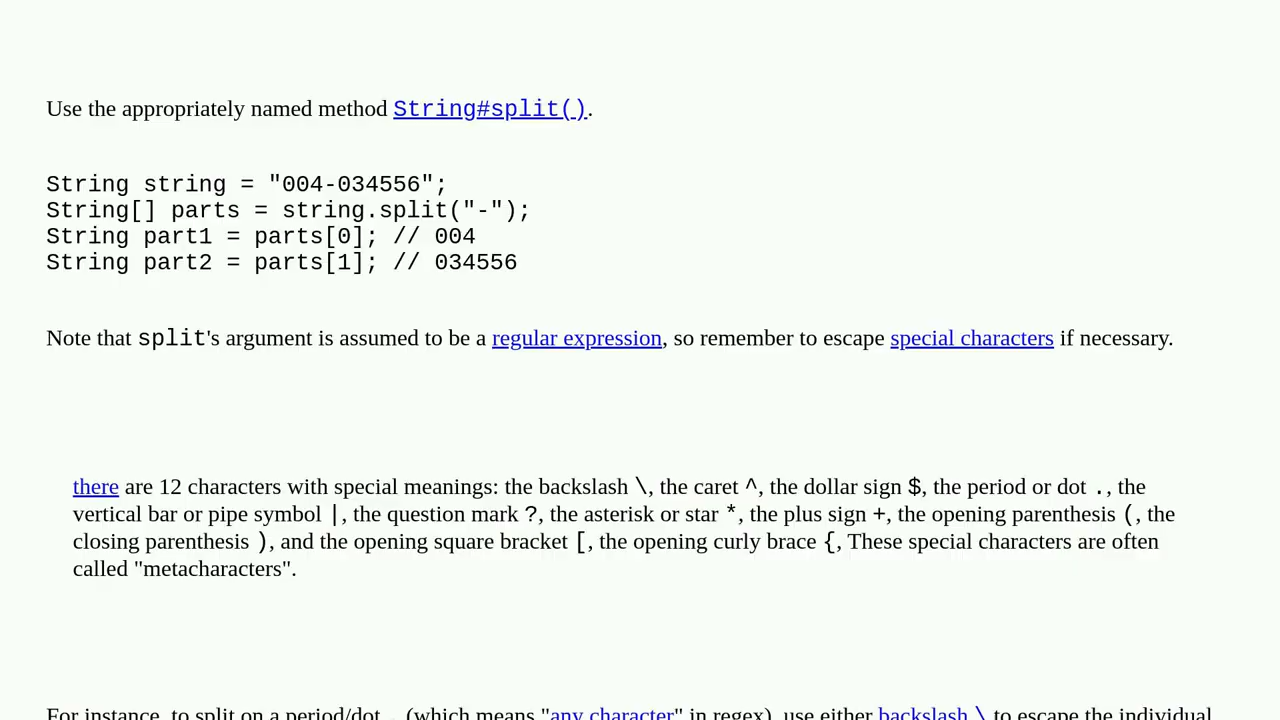 Use the appropriately named method String#split().
String string = "004-034556";
String[] parts = string.split("-");
String part1 = parts[0]; // 004
String part2 = parts[1]; // 034556
Note that split's argument is assumed to be a regular expression, so remember to escape special characters if necessary.
there are 12 characters with special meanings: the backslash \, the caret ^, the dollar sign $, the period or dot ., the
vertical bar or pipe symbol |, the question mark ?, the asterisk or star *, the plus sign +, the opening parenthesis (, the
closing parenthesis ), and the opening square bracket [, the opening curly brace {, These special characters are often
called "metacharacters".
For instance, to split on a period/dot . (which means "any character" in regex), use either backslash \ to escape the individual